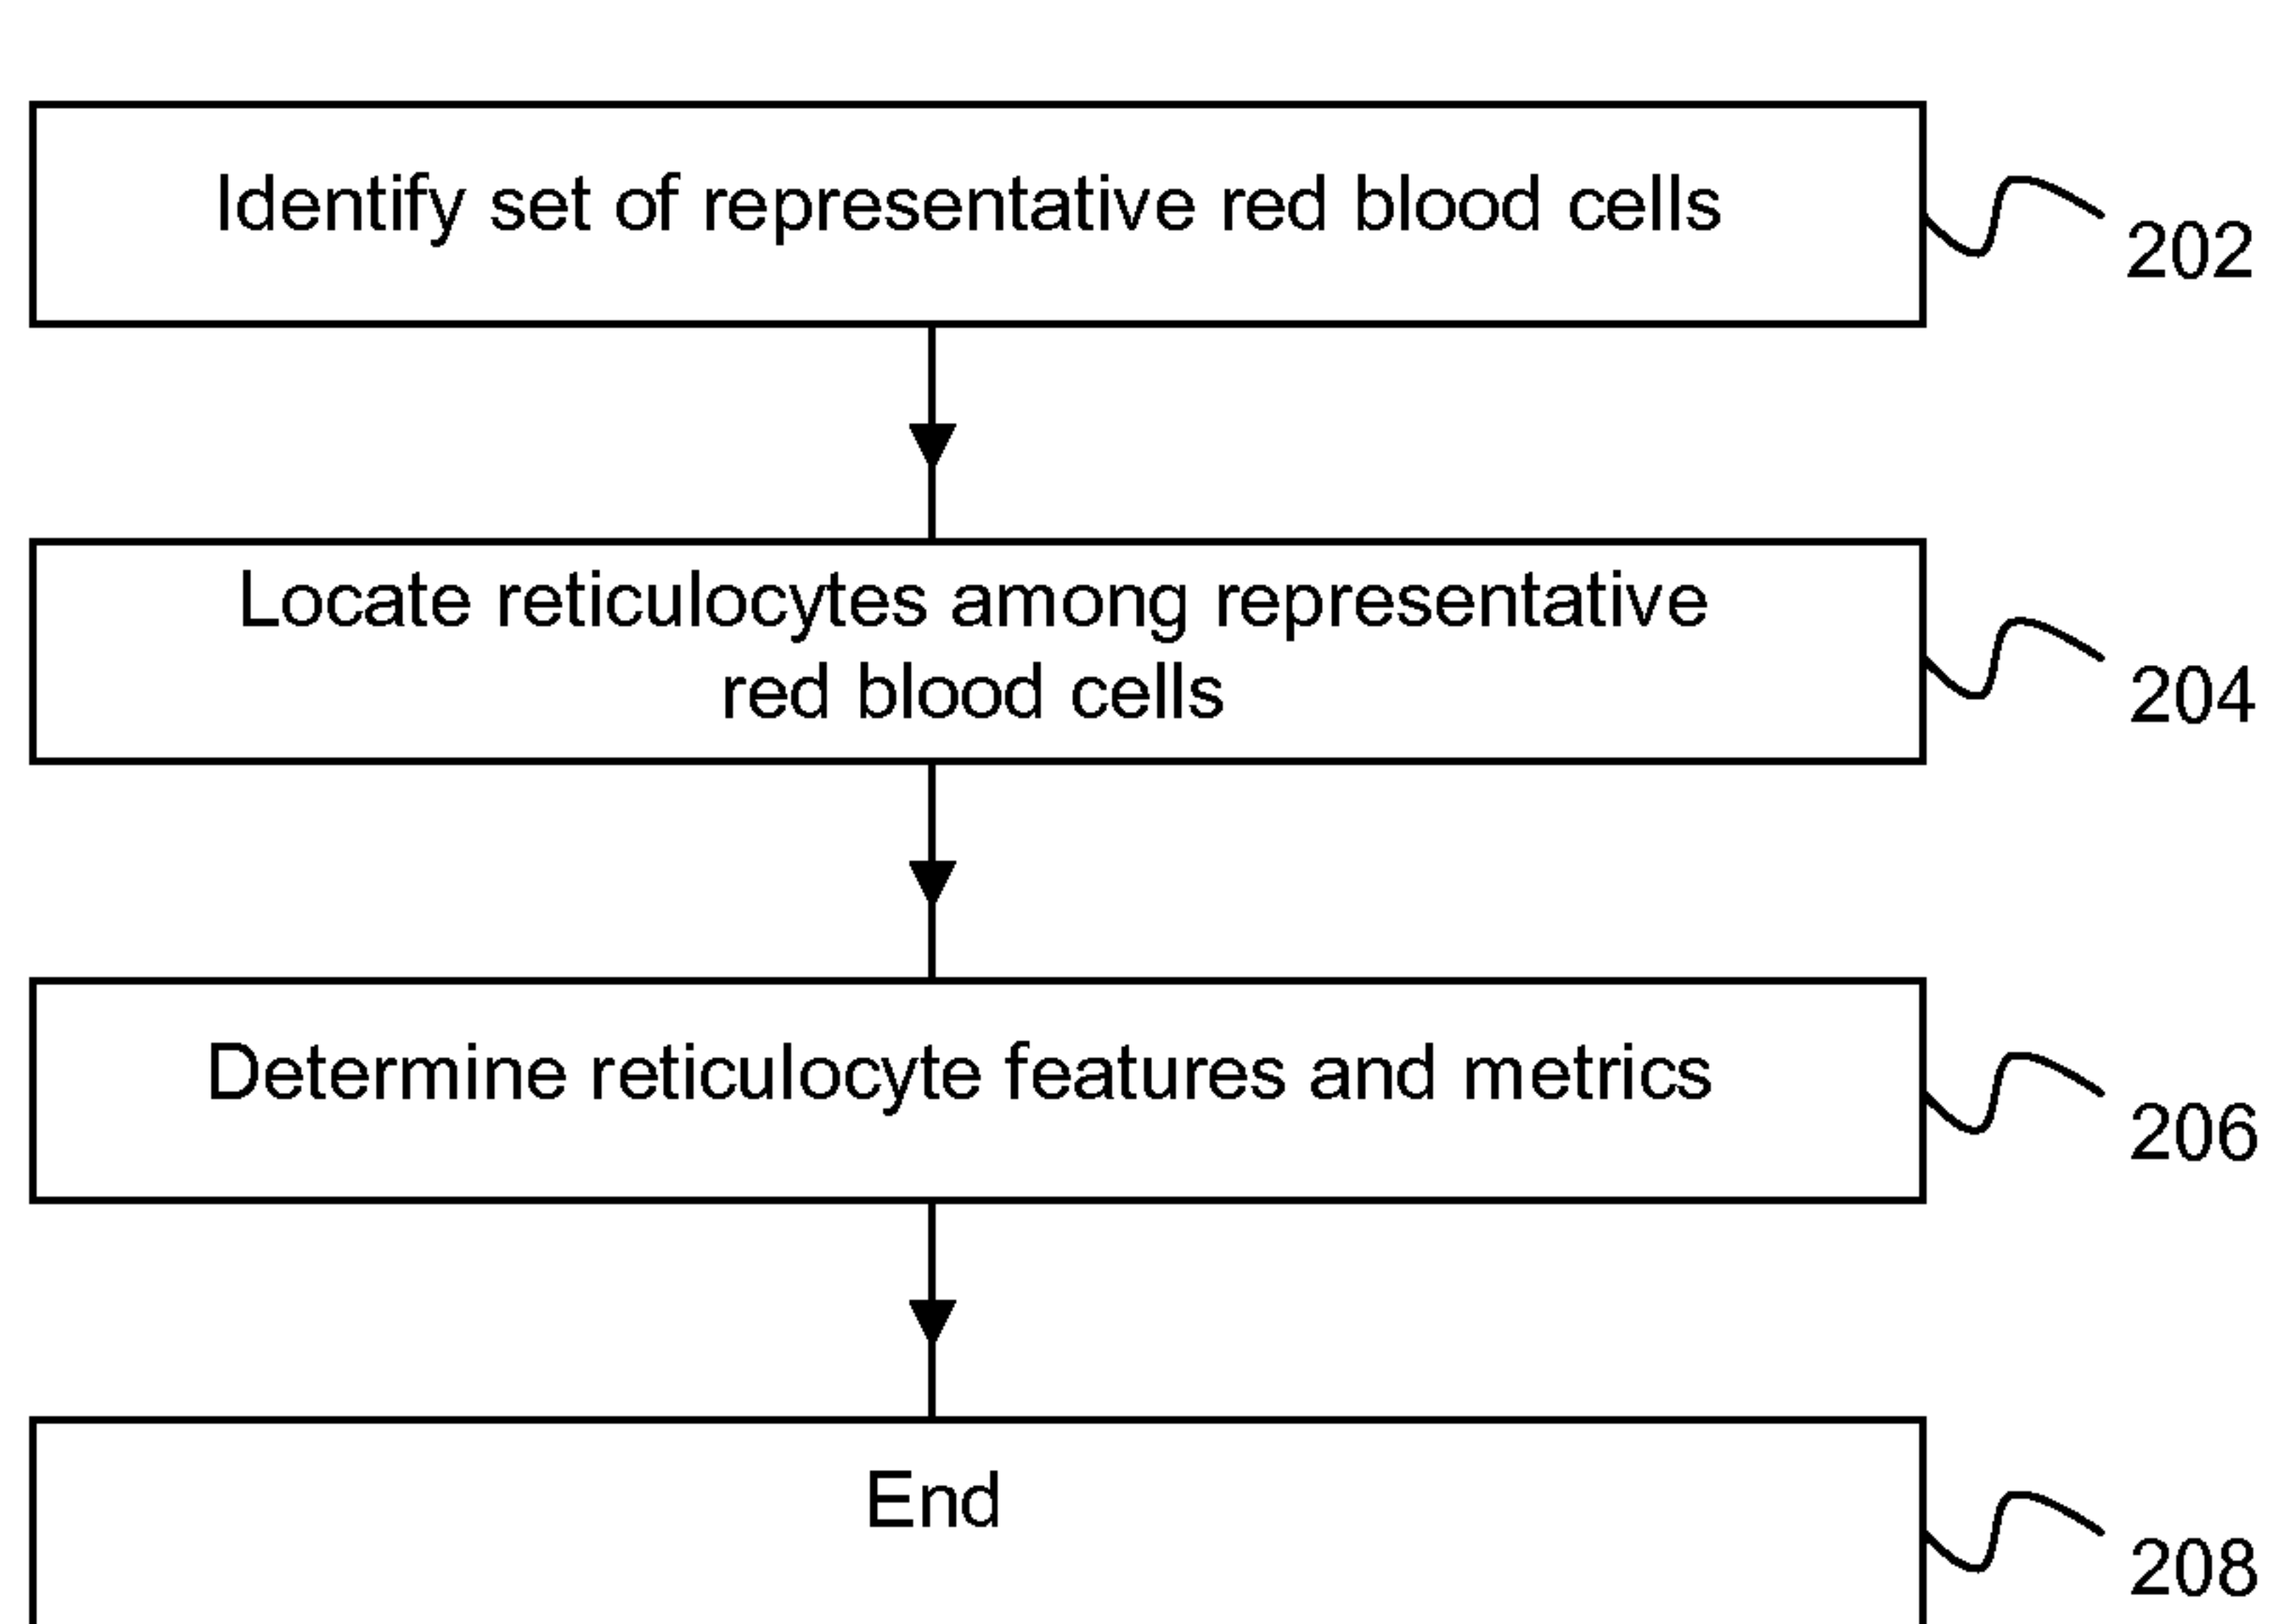 Identify set of representative red blood cells
202
Locate reticulocytes among representative
red blood cells
204
Determine reticulocyte features and metrics
206
End
208